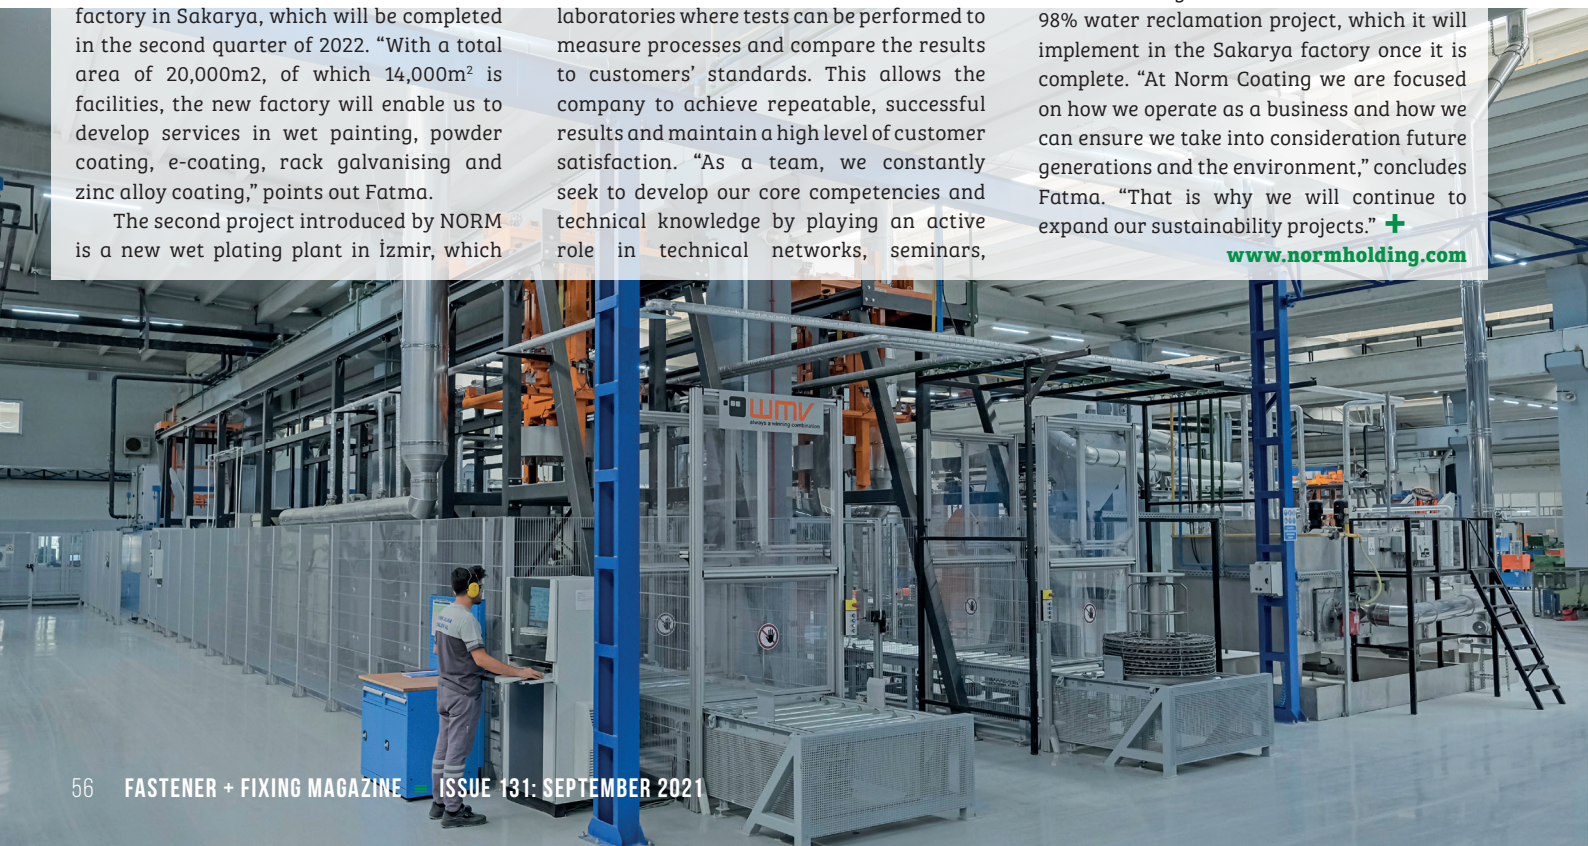 factory in Sakarya, which will be completed
in the second quarter of 2022. “With a total
area of 20,000m2, of which 14,000m² is
facilities, the new factory will enable us to
develop services in wet painting, powder
coating, e-coating, rack galvanising and
zinc alloy coating,” points out Fatma.
The second project introduced by NORM
is a new wet plating plant in İzmir, which
laboratories where tests can be performed to
measure processes and compare the results
to customers’ standards. This allows the
company to achieve repeatable, successful
results and maintain a high level of customer
satisfaction. “As a team, we constantly
seek to develop our core competencies and
technical knowledge by playing an active
role in technical networks, seminars,
98% water reclamation project, which it will
implement in the Sakarya factory once it is
complete. “At Norm Coating we are focused
on how we operate as a business and how we
can ensure we take into consideration future
generations and the environment,” concludes
Fatma. “That is why we will continue to
expand our sustainability projects.” +
www.normholding.com
wmv
always a winning combination
56 FASTENER + FIXING MAGAZINE = ISSUE 131: SEPTEMBER 2021